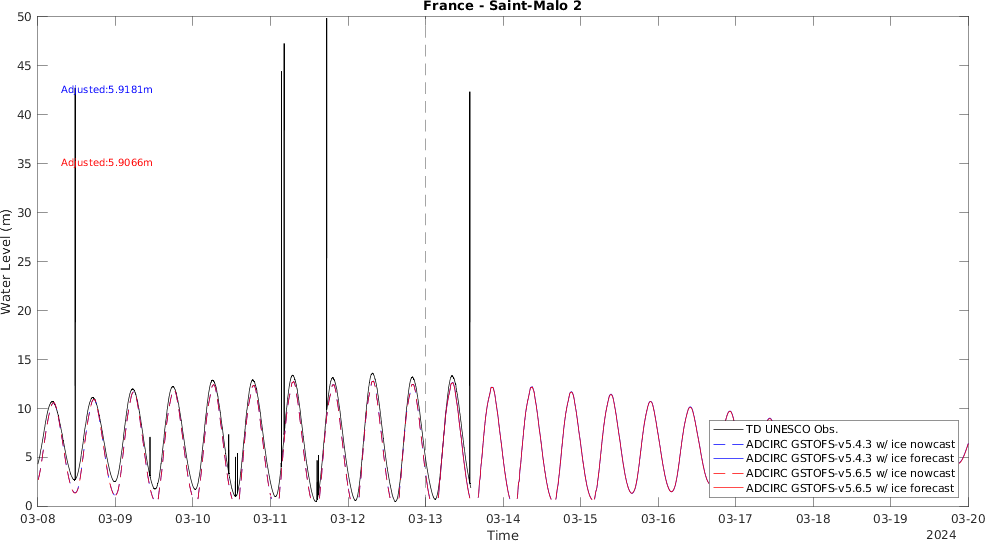 France - Saint-Malo 2
50
45
40
35
30
25
20
15
10
5
0
Water Level (m)
Adjusted:5.9181m
Adjusted:5.9066m
TD UNESCO Obs.
ADCIRC GSTOFS-v5.4.3 w/ ice nowcast
ADCIRC GSTOFS-v5.4.3 w/ ice forecast
ADCIRC GSTOFS-v5.6.5 w/ ice nowcast
ADCIRC GSTOFS-v5.6.5 w/ ice forecast
03-08 03-09 03-10 03-11 03-12 03-13 03-14 03-15 03-16 03-17 03-18 03-19 03-20
Time
2024